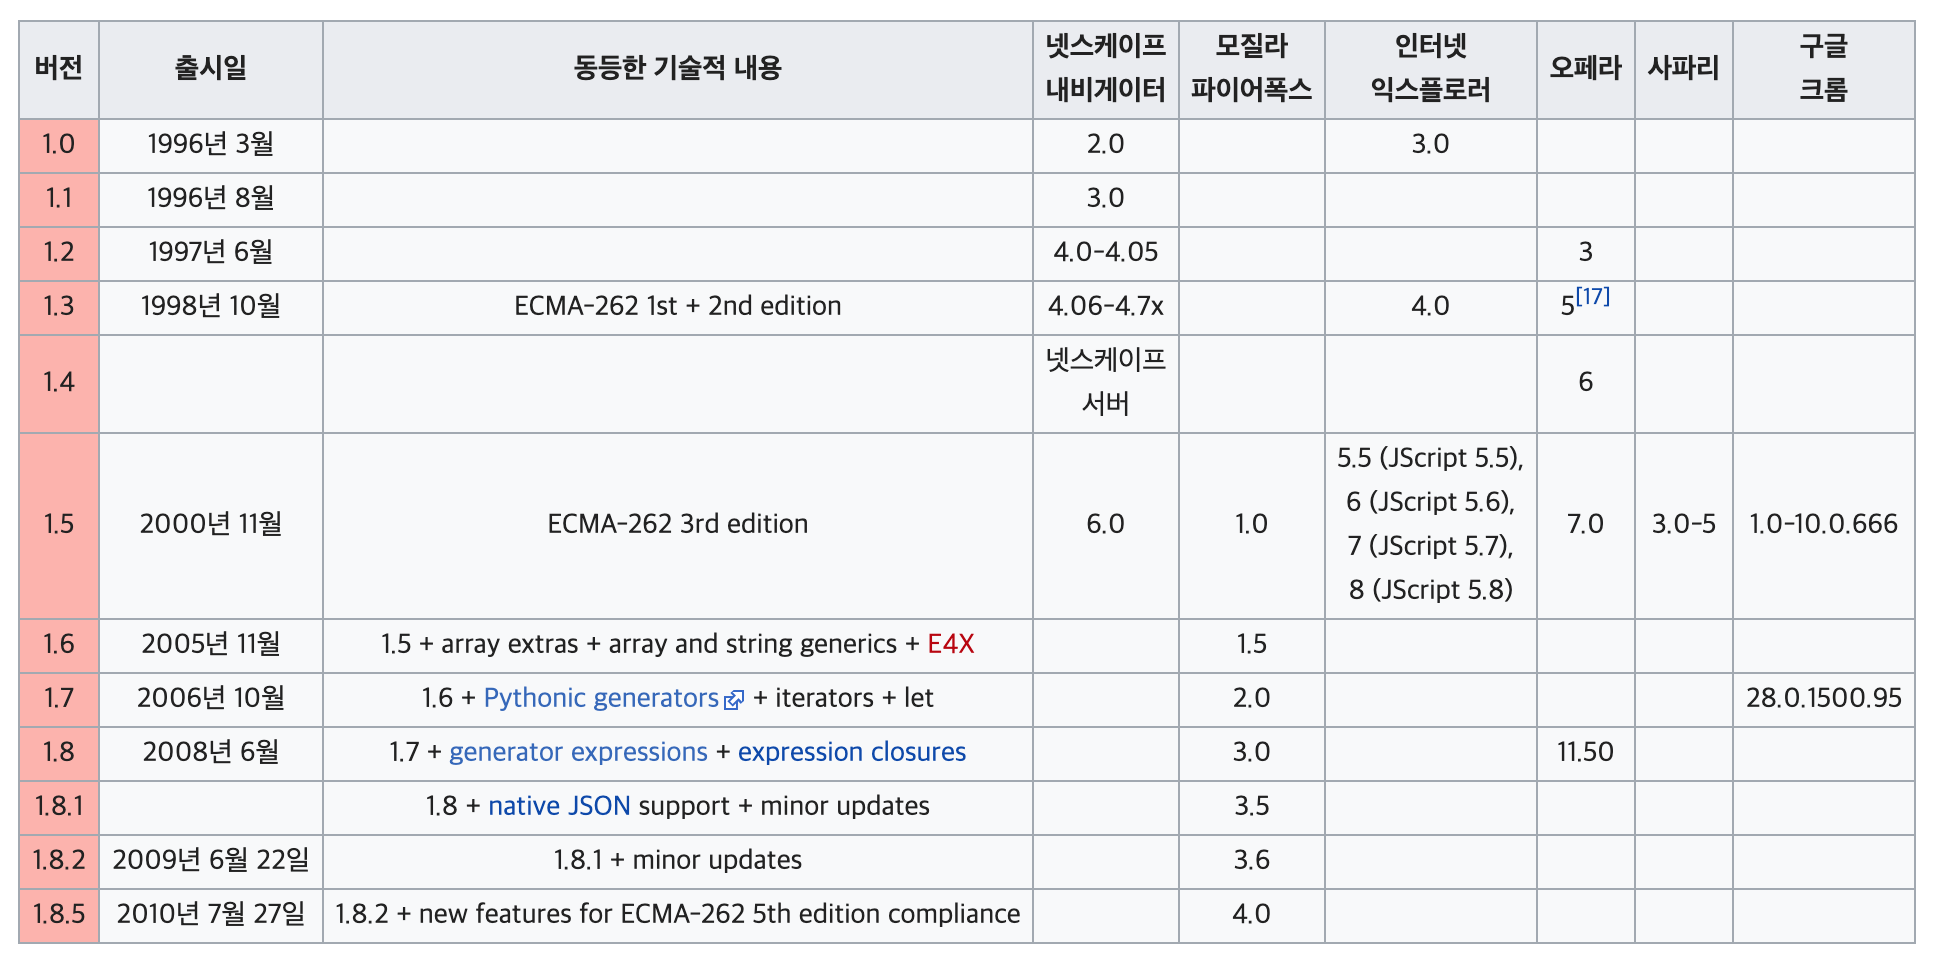 버전 출시일 동등한 기술적 내용 넷스케이프 내비게이터 모질라 파이어폭스 인터넷 익스플로러 오페라 사파리 구글 크롬
1.0 1996년 3월 2.0 3.0
1.1 1996년 8월 3.0
1.2 1997년 6월 4.0-4.05 3
1.3 1998년 10월 ECMA-262 1st + 2nd edition 4.06-4.7x 4.0 5[17]
1.4 넷스케이프 서버 6
1.5 2000년 11월 ECMA-262 3rd edition 6.0 1.0 5.5 (JScript 5.5), 6 (JScript 5.6), 7 (JScript 5.7), 8 (JScript 5.8) 7.0 3.0-5 1.0-10.0.666
1.6 2005년 11월 1.5 + array extras + array and string generics + E4X 1.5
1.7 2006년 10월 1.6 + Pythonic generators + iterators + let 2.0 28.0.1500.95
1.8 2008년 6월 1.7 + generator expressions + expression closures 3.0 11.50
1.8.1 1.8 + native JSON support + minor updates 3.5
1.8.2 2009년 6월 22일 1.8.1 + minor updates 3.6
1.8.5 2010년 7월 27일 1.8.2 + new features for ECMA-262 5th edition compliance 4.0